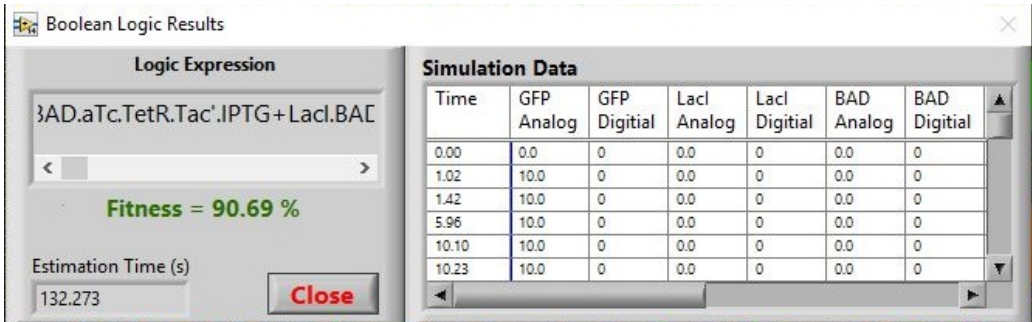 Boolean Logic Results
Logic Expression
BAD.aTc.TetR.Tac'.IPTG+LacI.BAD
Fitness = 90.69 %
Estimation Time (s)
132.273
Close
Simulation Data
Time GFP Analog GFP Digitial LacI Analog LacI Digitial BAD Analog BAD Digitial
0.00 0.0 0 0.0 0 0.0 0
1.02 10.0 0 0.0 0 0.0 0
1.42 10.0 0 0.0 0 0.0 0
5.96 10.0 0 0.0 0 0.0 0
10.10 10.0 0 0.0 0 0.0 0
10.23 10.0 0 0.0 0 0.0 0